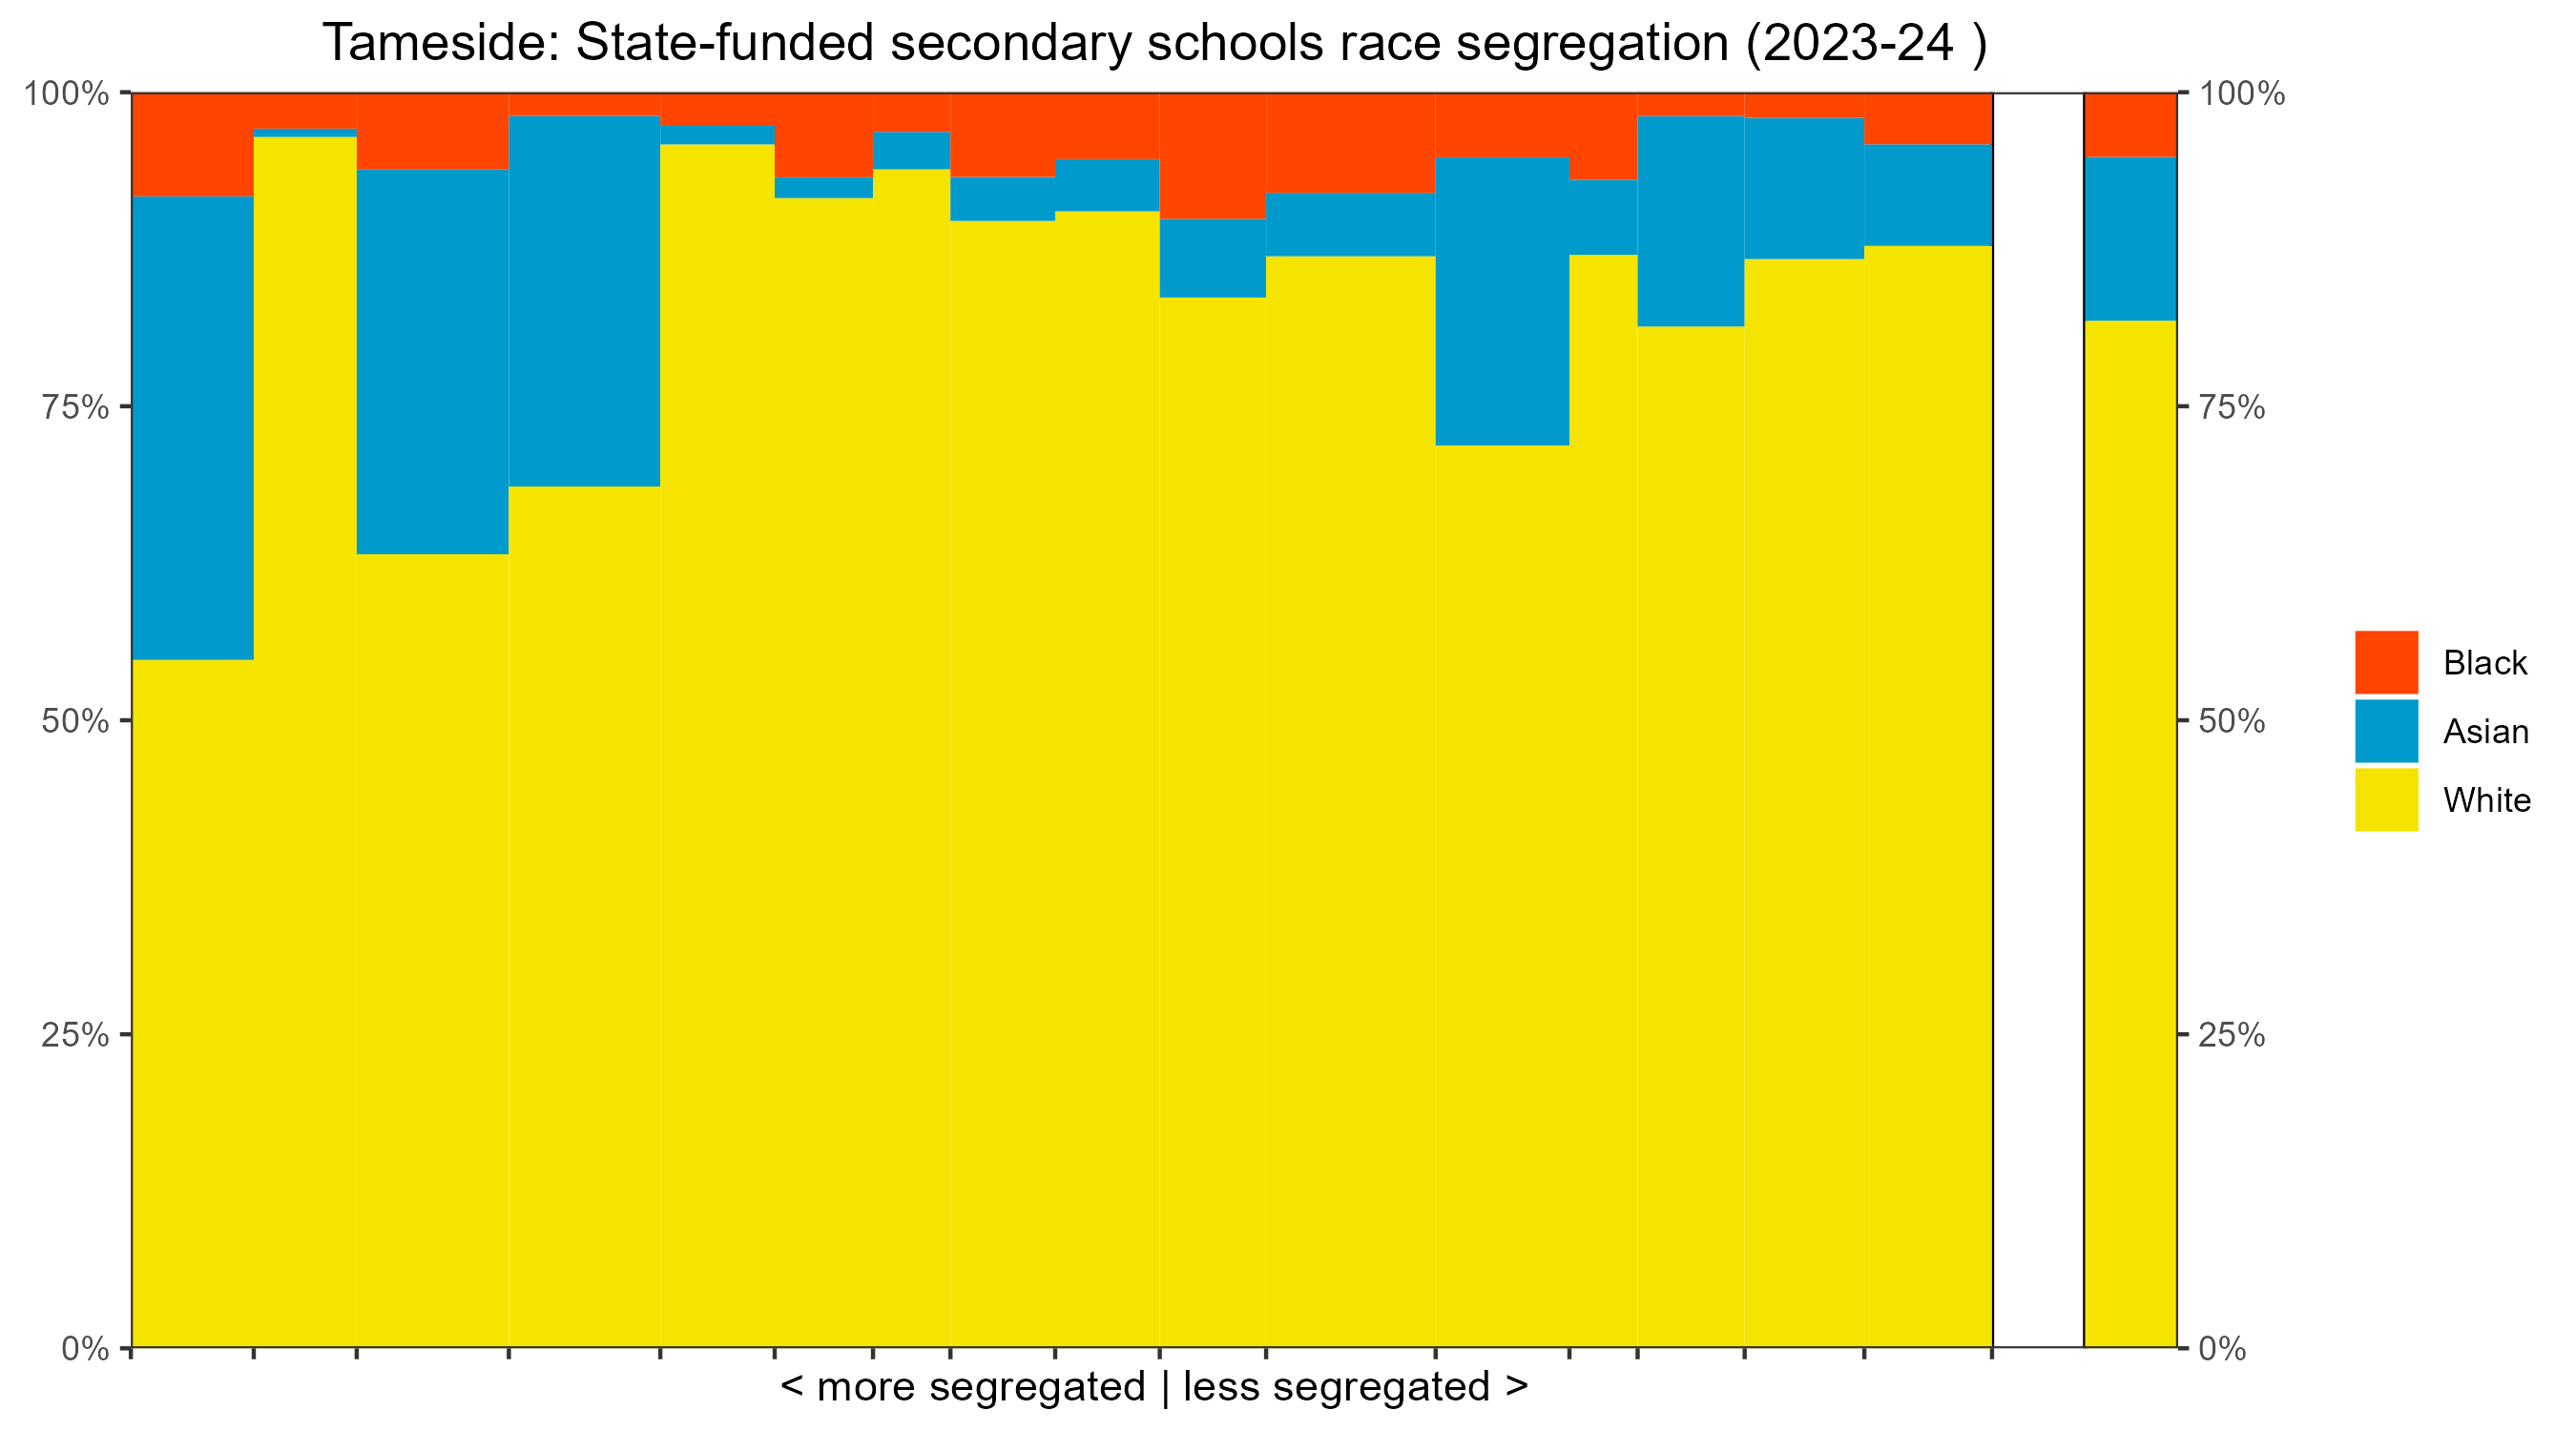 Tameside: State-funded secondary schools race segregation (2023-24 )
100%
75%
50%
25%
0%
100%
75%
50%
25%
0%
Black
Asian
White
< more segregated | less segregated >